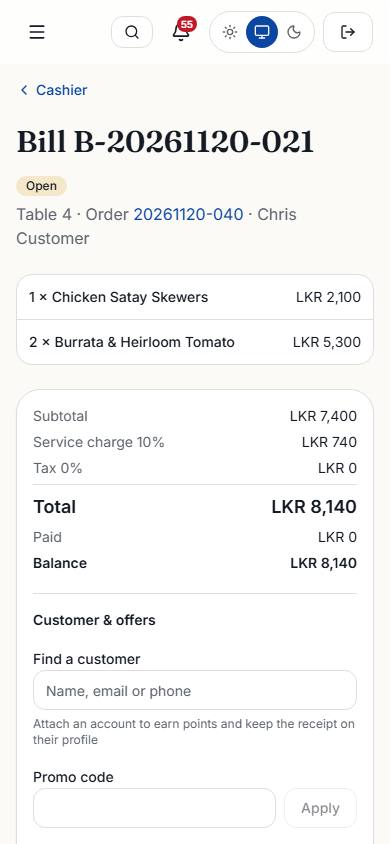 55
Cashier
Bill B-20261120-021
Open
Table 4 · Order 20261120-040 · Chris
Customer
1 × Chicken Satay Skewers LKR 2,100
2 × Burrata & Heirloom Tomato LKR 5,300
Subtotal LKR 7,400
Service charge 10% LKR 740
Tax 0% LKR 0
Total LKR 8,140
Paid LKR 0
Balance LKR 8,140
Customer & offers
Find a customer
Name, email or phone
Attach an account to earn points and keep the receipt on
their profile
Promo code
Apply